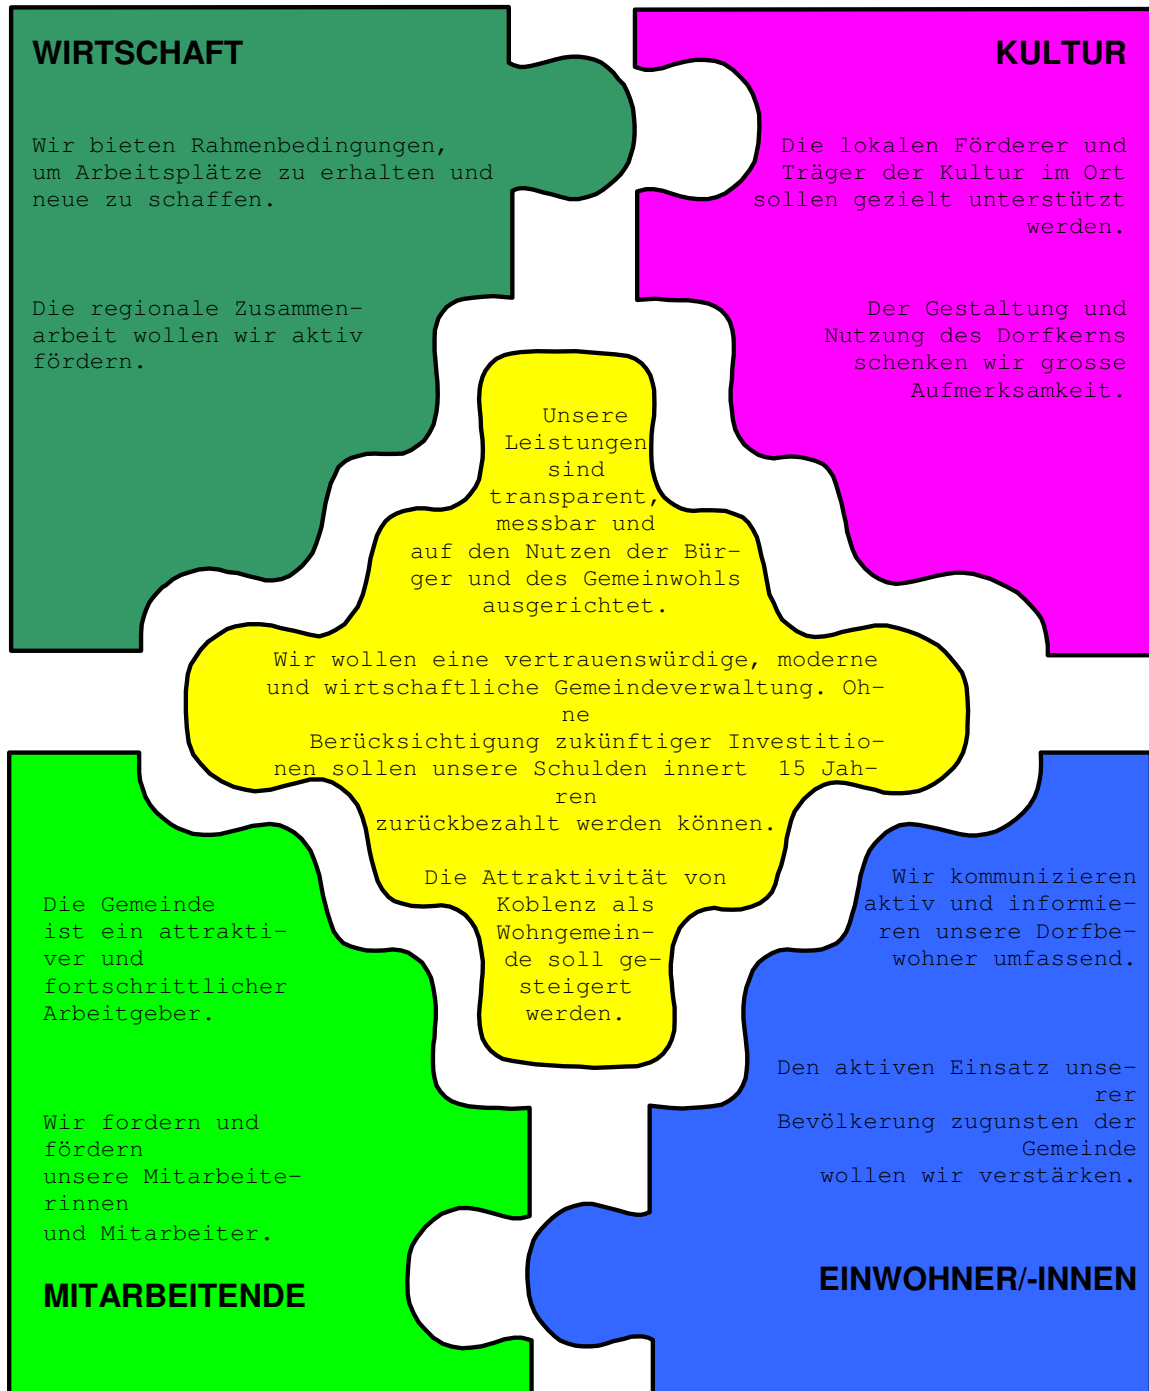 WIRTSCHAFT
Wir bieten Rahmenbedingungen,
um Arbeitsplätze zu erhalten und
neue zu schaffen.
Die regionale Zusammen-
arbeit wollen wir aktiv
fördern.
KULTUR
Die lokalen Förderer und
Träger der Kultur im Ort
sollen gezielt unterstützt
werden.
Der Gestaltung und
Nutzung des Dorfkerns
schenken wir grosse
Aufmerksamkeit.
Unsere
Leistungen
sind
transparent,
messbar und
auf den Nutzen der Bür-
ger und des Gemeinwohls
ausgerichtet.
Wir wollen eine vertrauenswürdige, moderne
und wirtschaftliche Gemeindeverwaltung. Oh-
ne
Berücksichtigung zukünftiger Investitio-
nen sollen unsere Schulden innert 15 Jah-
ren
zurückbezahlt werden können.
Die Attraktivität von
Koblenz als
Wohngemein-
de soll ge-
steigert
werden.
Die Gemeinde
ist ein attrakti-
ver und
fortschrittlicher
Arbeitgeber.
Wir fordern und
fördern
unsere Mitarbeite-
rinnen
und Mitarbeiter.
MITARBEITENDE
Wir kommunizieren
aktiv und informie-
ren unsere Dorfbe-
wohner umfassend.
Den aktiven Einsatz unse-
rer
Bevölkerung zugunsten der
Gemeinde
wollen wir verstärken.
EINWOHNER/-INNEN